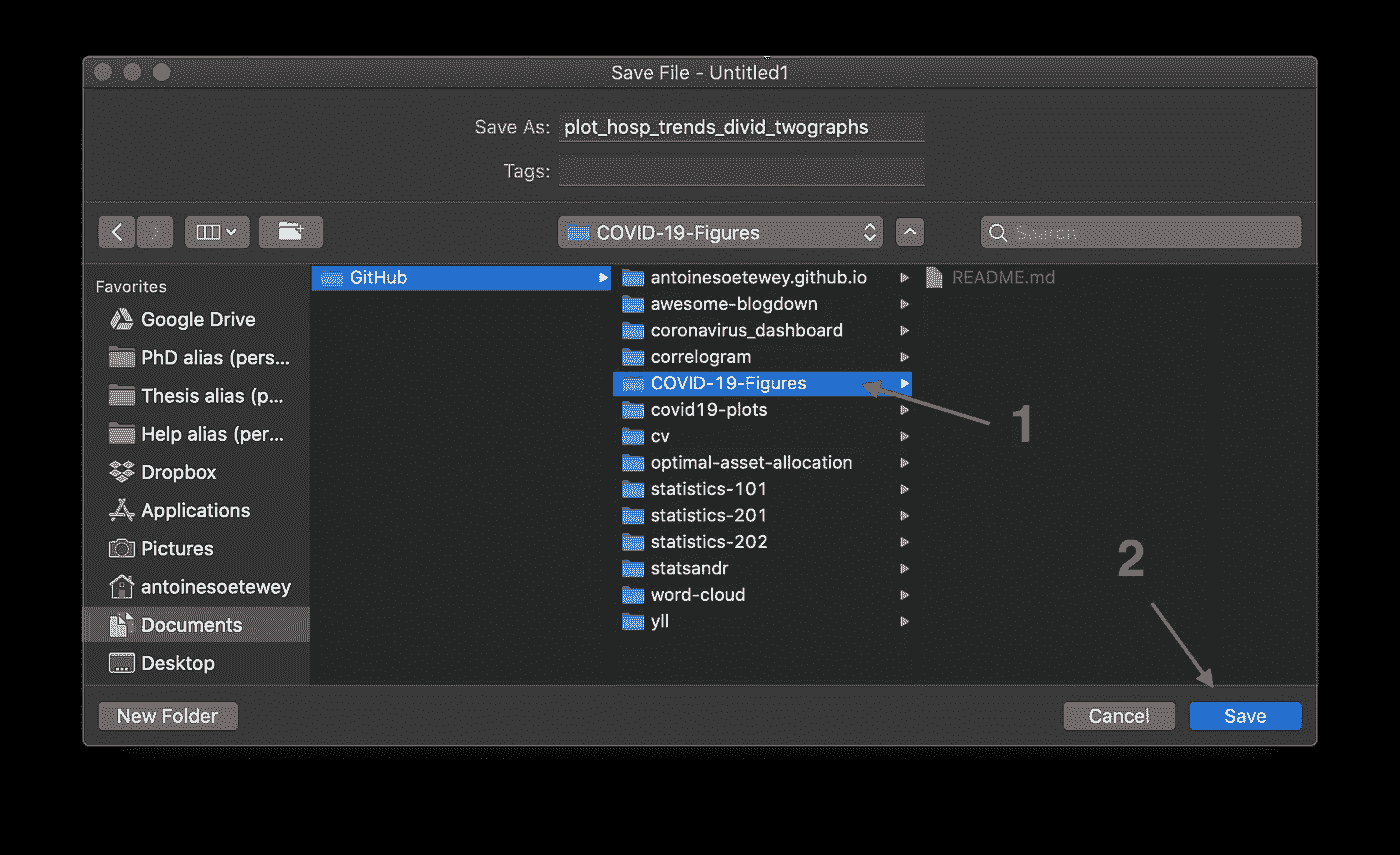 Save File - Untitled1
Save As: plot_hosp_trends_divid_twographs
Tags:
COVID-19-Figures
Search
Favorites
Google Drive
PhD alias (pers...
Thesis alias (p...
Help alias (per...
Dropbox
Applications
Pictures
antoinesoetewey
Documents
Desktop
GitHub
antoinesoetewey.github.io
awesome-blogdown
coronavirus_dashboard
correlogram
COVID-19-Figures
covid19-plots
cv
optimal-asset-allocation
statistics-101
statistics-201
statistics-202
statsandr
word-cloud
yll
README.md
1
2
New Folder
Cancel
Save